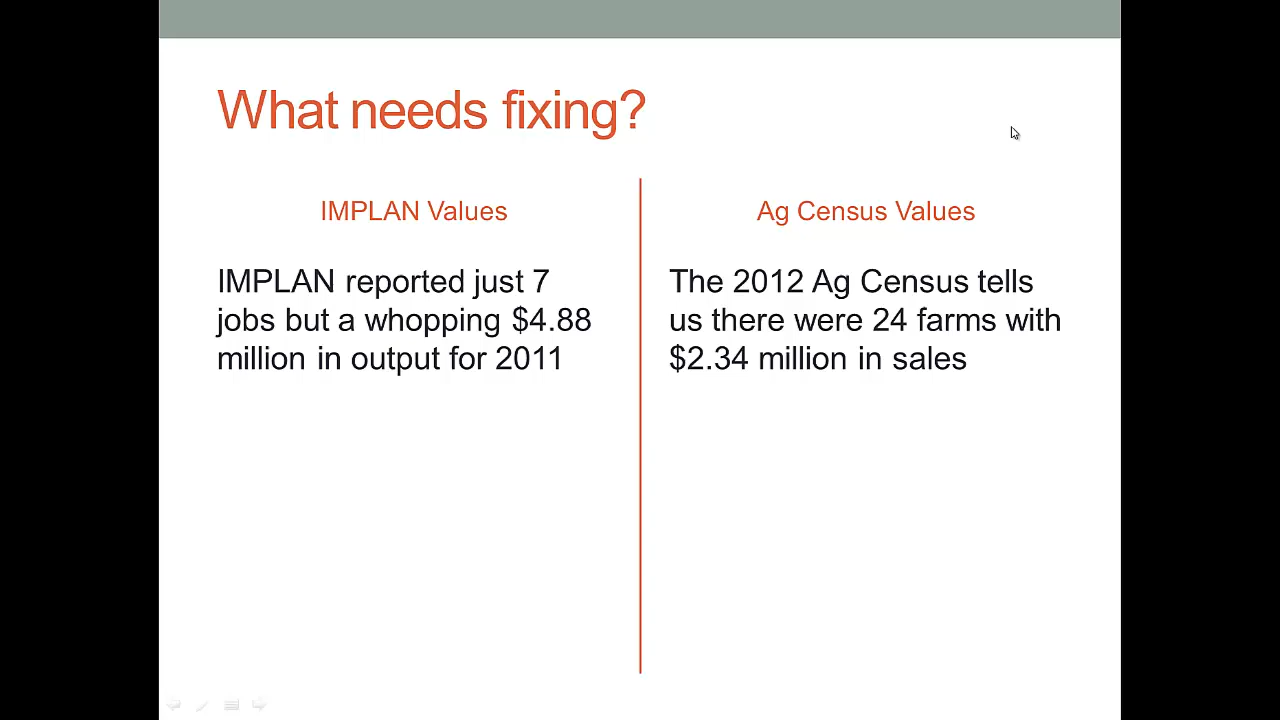 What needs fixing?
IMPLAN Values
IMPLAN reported just 7
jobs but a whopping $4.88
million in output for 2011
Ag Census Values
The 2012 Ag Census tells
us there were 24 farms with
$2.34 million in sales